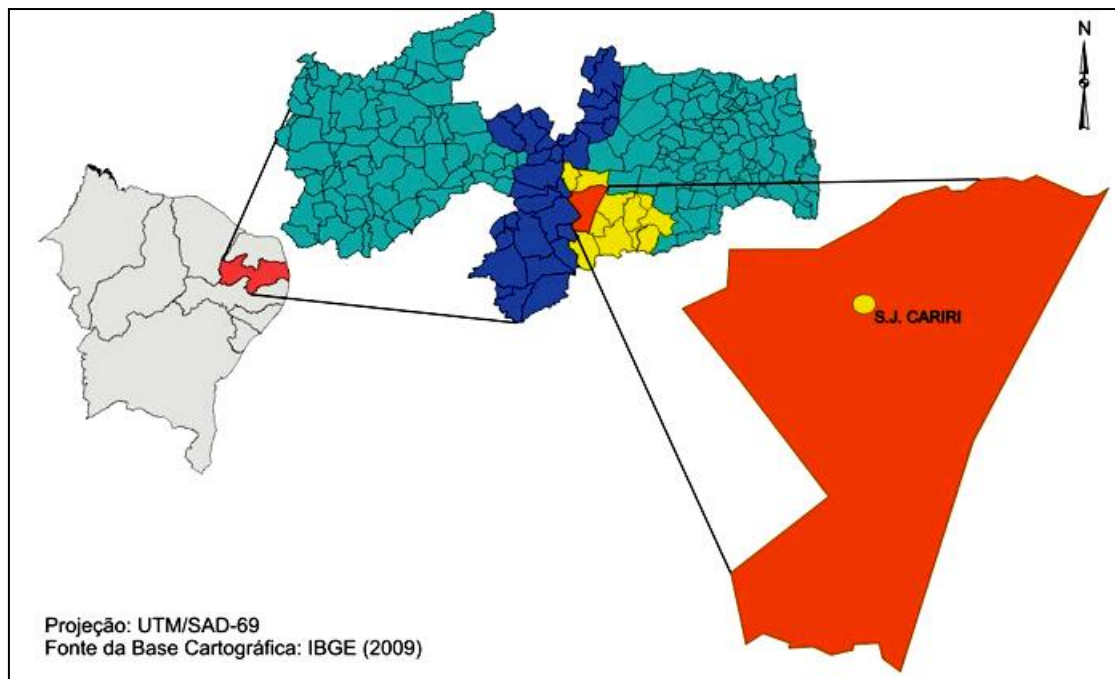 N
S.J. CARIRI
Projeção: UTM/SAD-69
Fonte da Base Cartográfica: IBGE (2009)